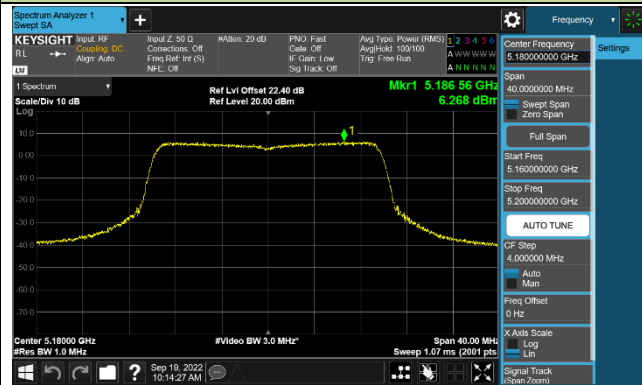 Spectrum Analyzer 1
Swept SA
Frequency
KEYSIGHT
RL
LXI
Input: RF
Coupling: DC
Align: Auto
Input Z: 50 Ω
Corrections: Off
Freq Ref: Int (S)
NFE: Off
#Atten: 20 dB
PNO: Fast
Gate: Off
IF Gain: Low
Sig Track: Off
Avg Type: Power (RMS)
Avg|Hold: 100/100
Trig: Free Run
1 2 3 4 5 6
A W W W W W
A N N N N N
1 Spectrum
Scale/Div 10 dB
Log
Ref Lvl Offset 22.40 dB
Ref Level 20.00 dBm
Mkr1 5.186 56 GHz
6.268 dBm
1
10.0
0.00
-10.0
-20.0
-30.0
-40.0
-50.0
-60.0
-70.0
Center 5.18000 GHz
#Res BW 1.0 MHz
#Video BW 3.0 MHz*
Span 40.00 MHz
Sweep 1.07 ms (2001 pts)
Sep 19, 2022
10:14:27 AM
Center Frequency
5.18000000 GHz
Settings
Span
40.0000000 MHz
Swept Span
Zero Span
Full Span
Start Freq
5.16000000 GHz
Stop Freq
5.20000000 GHz
AUTO TUNE
CF Step
4.000000 MHz
Auto
Man
Freq Offset
0 Hz
X Axis Scale
Log
Lin
Signal Track
(Span Zoom)